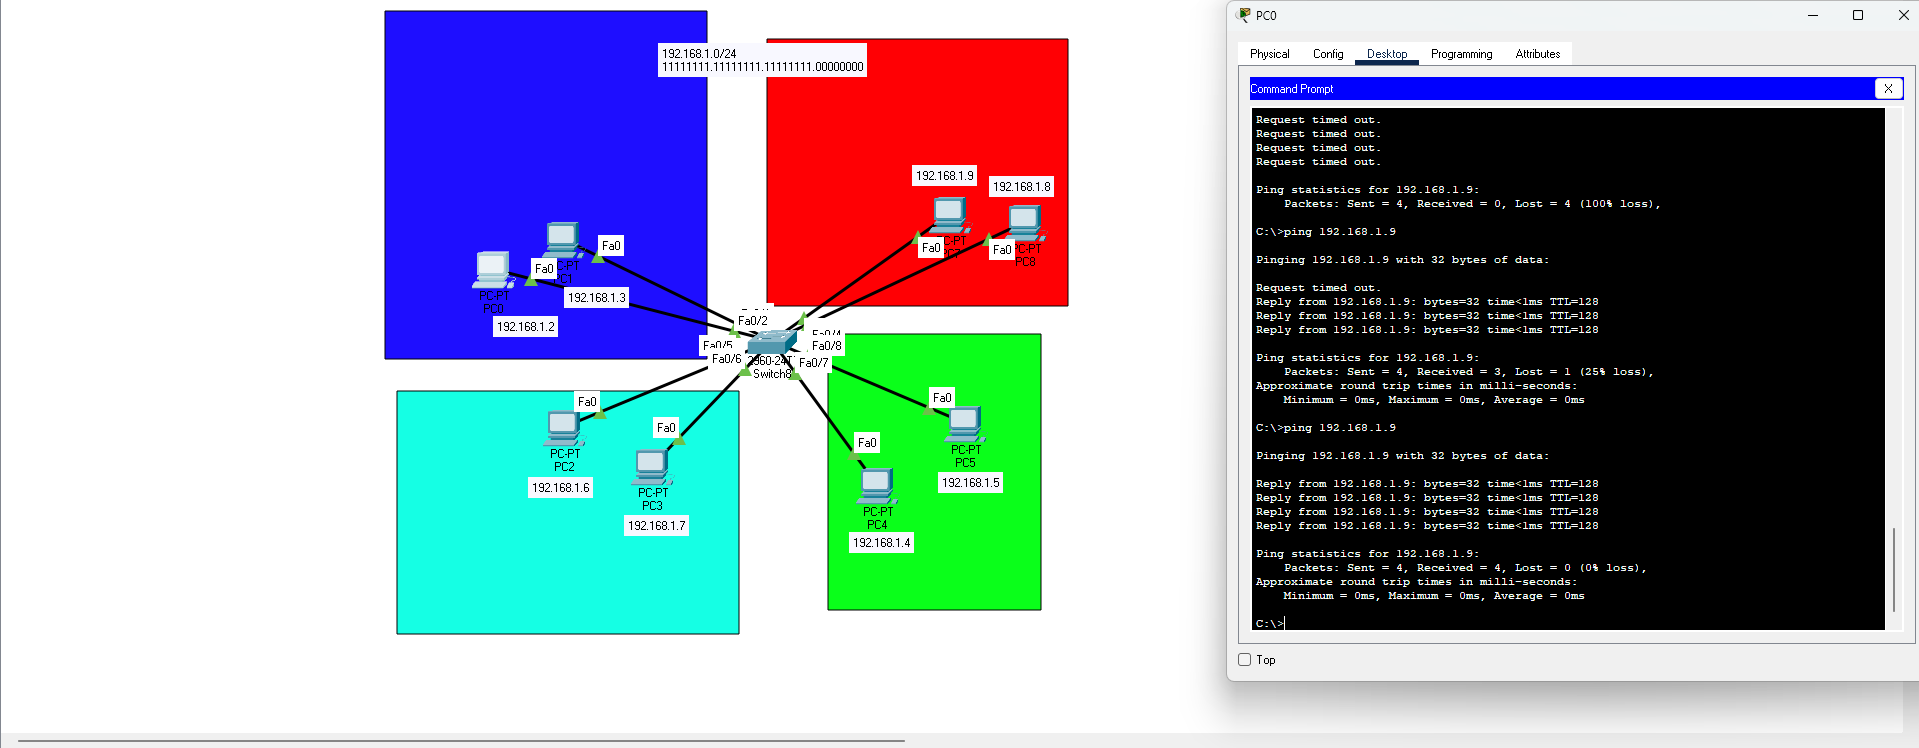 192.168.1.0/24
11111111.11111111.11111111.00000000
192.168.1.9
192.168.1.8
Fa0
Fa0
PC-PT
PC8
Fa0
Fa0
PC-PT
PC1
PC-PT
PC0
192.168.1.3
192.168.1.2
Fa0/2
Fa0/4
Fa0/5
Fa0/8
Fa0/6
Fa0/7
2960-24T
Switch8
Fa0
PC-PT
PC2
192.168.1.6
Fa0
PC-PT
PC3
192.168.1.7
Fa0
PC-PT
PC5
192.168.1.5
Fa0
PC-PT
PC4
192.168.1.4
PC0
Physical Config Desktop Programming Attributes
Command Prompt
X
Request timed out.
Request timed out.
Request timed out.
Request timed out.
Ping statistics for 192.168.1.9:
Packets: Sent = 4, Received = 0, Lost = 4 (100% loss),
C:\>ping 192.168.1.9
Pinging 192.168.1.9 with 32 bytes of data:
Request timed out.
Reply from 192.168.1.9: bytes=32 time<1ms TTL=128
Reply from 192.168.1.9: bytes=32 time<1ms TTL=128
Reply from 192.168.1.9: bytes=32 time<1ms TTL=128
Ping statistics for 192.168.1.9:
Packets: Sent = 4, Received = 3, Lost = 1 (25% loss),
Approximate round trip times in milli-seconds:
Minimum = 0ms, Maximum = 0ms, Average = 0ms
C:\>ping 192.168.1.9
Pinging 192.168.1.9 with 32 bytes of data:
Reply from 192.168.1.9: bytes=32 time<1ms TTL=128
Reply from 192.168.1.9: bytes=32 time<1ms TTL=128
Reply from 192.168.1.9: bytes=32 time<1ms TTL=128
Reply from 192.168.1.9: bytes=32 time<1ms TTL=128
Ping statistics for 192.168.1.9:
Packets: Sent = 4, Received = 4, Lost = 0 (0% loss),
Approximate round trip times in milli-seconds:
Minimum = 0ms, Maximum = 0ms, Average = 0ms
C:\>
Top